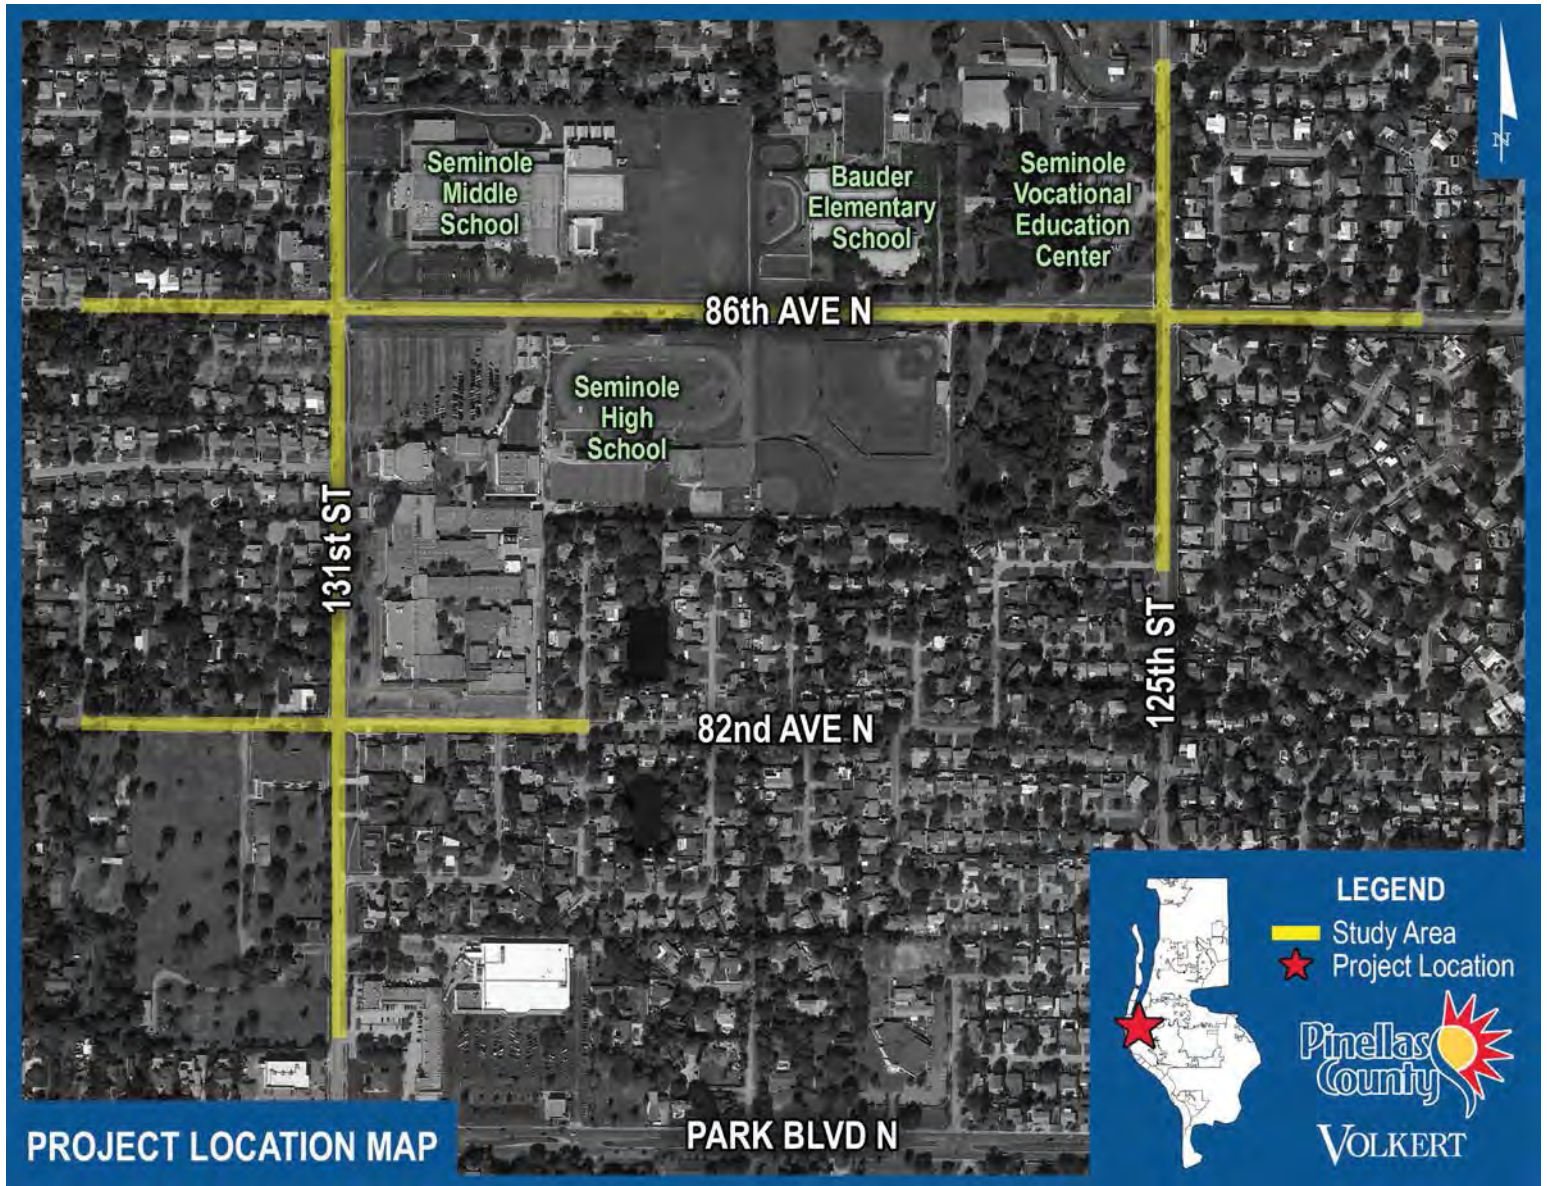 N
Seminole
Middle
School
Bauder
Elementary
School
Seminole
Vocational
Education
Center
86th AVE N
Seminole
High
School
131st ST
125th ST
82nd AVE N
LEGEND
Study Area
Project Location
Pinellas
County
VOLKERT
PARK BLVD N
PROJECT LOCATION MAP